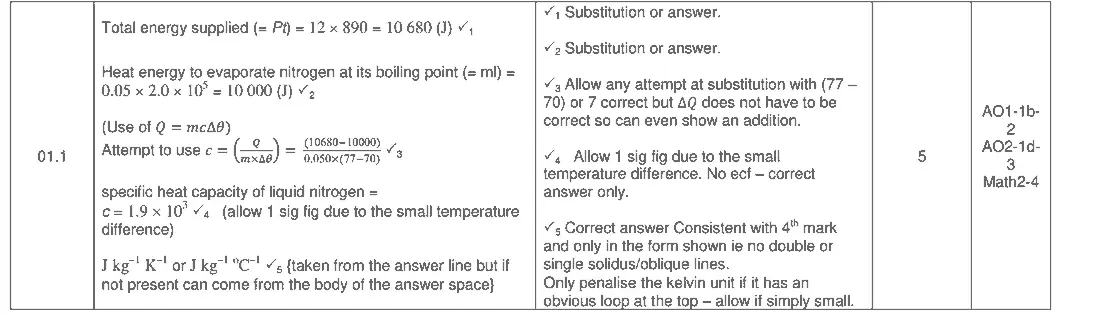 01.1
Total energy supplied (= Pt) = 12 × 890 = 10 680 (J) ✓1
Heat energy to evaporate nitrogen at its boiling point (= ml) =
0.05 × 2.0 × 10⁵ = 10 000 (J) ✓2
(Use of Q = mcΔθ)
Attempt to use c = (Q / m×Δθ) = (10680−10000) / 0.050×(77−70) ✓3
specific heat capacity of liquid nitrogen =
c = 1.9 × 10³ ✓4 (allow 1 sig fig due to the small temperature
difference)
J kg⁻¹ K⁻¹ or J kg⁻¹ °C⁻¹ ✓5 {taken from the answer line but if
not present can come from the body of the answer space}
✓1 Substitution or answer.
✓2 Substitution or answer.
✓3 Allow any attempt at substitution with (77 –
70) or 7 correct but ΔQ does not have to be
correct so can even show an addition.
✓4 Allow 1 sig fig due to the small
temperature difference. No ecf – correct
answer only.
✓5 Correct answer Consistent with 4th mark
and only in the form shown ie no double or
single solidus/oblique lines.
Only penalise the kelvin unit if it has an
obvious loop at the top – allow if simply small.
5
AO1-1b-
2
AO2-1d-
3
Math2-4